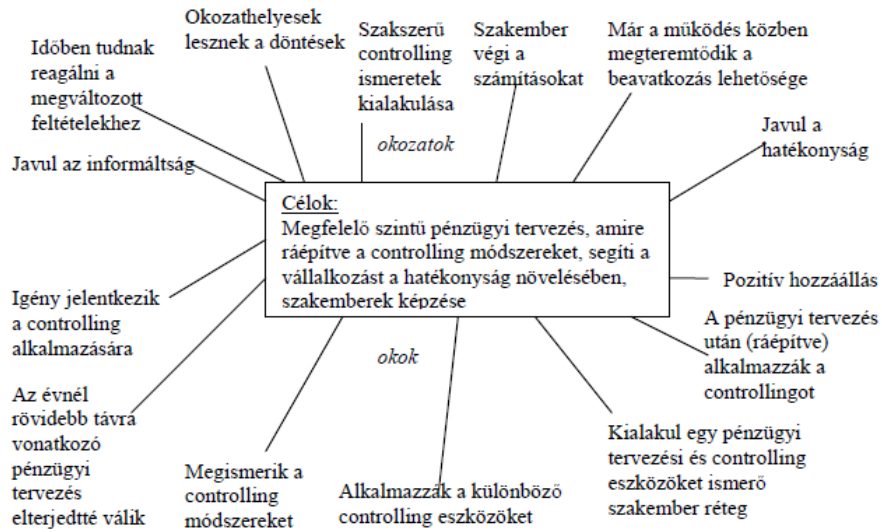 Okozathelyesek
lesznek a döntések
Időben tudnak
reagálni a
megváltozott
feltételekhez
Szakszerű
controlling
ismeretek
kialakulása
Szakember
végi a
számításokat
Már a működés közben
megteremtődik a
beavatkozás lehetősége
okozatok
Javul a
hatékonyság
Javul az informáltság
Célok:
Megfelelő szintű pénzügyi tervezés, amire
ráépítve a controlling módszereket, segíti a
vállalkozást a hatékonyság növelésében,
szakemberek képzése
Igény jelentkezik
a controlling
alkalmazására
Pozitív hozzáállás
A pénzügyi tervezés
után (ráépítve)
alkalmazzák a
controllingot
okok
Az évnél
rövidebb távra
vonatkozó
pénzügyi
tervezés
elterjedtté válik
Megismerik a
controlling
módszereket
Alkalmazzák a különböző
controlling eszközöket
Kialakul egy pénzügyi
tervezési és controlling
eszközöket ismerő
szakember réteg